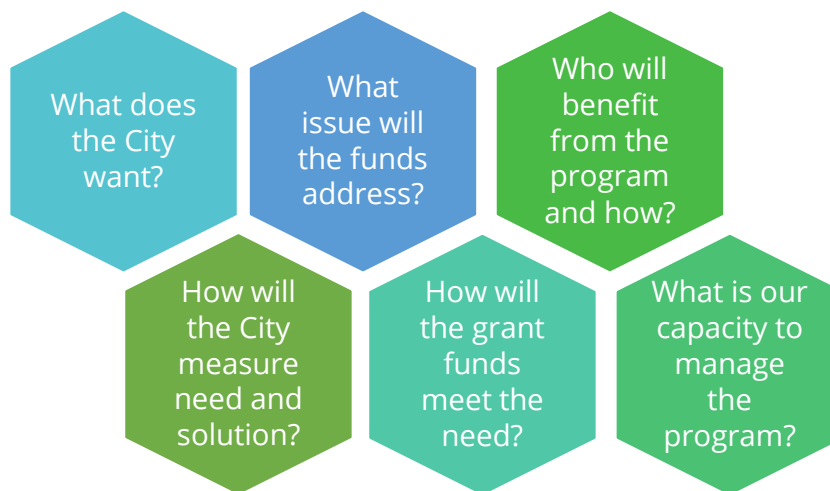 What does
the City
want?
What
issue will
the funds
address?
Who will
benefit
from the
program
and how?
How will
the City
measure
need and
solution?
How will
the grant
funds
meet the
need?
What is our
capacity to
manage
the
program?